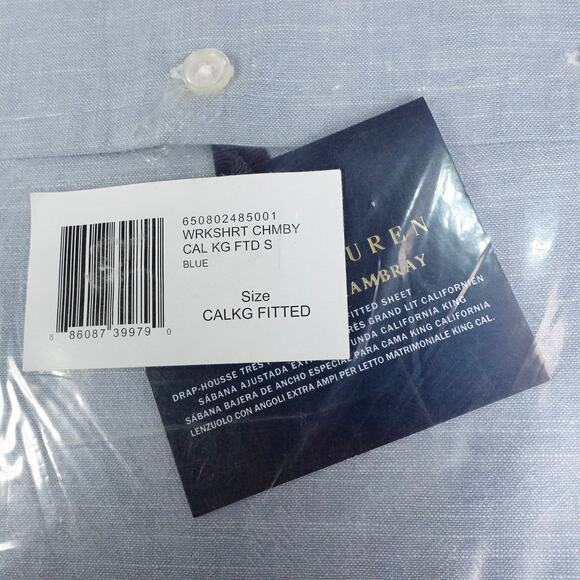 650802485001
WRKSHRT CHMBY
CAL KG FTD S
BLUE
Size
CALKG FITTED
8 86087 39979 0
UREN
AMBRAY
FITTED SHEET
DRAP-HOUSSE TRÈS RÈS GRAND LIT CALIFORNIEN
SÁBANA AJUSTADA EXT UNDA CALIFORNIA KING
SÁBANA BAJERA DE ANCHO ESPECIAL PARA CAMA KING CALIFORNIA
LENZUOLO CON ANGOLI EXTRA AMPI PER LETTO MATRIMONIALE KING CAL.